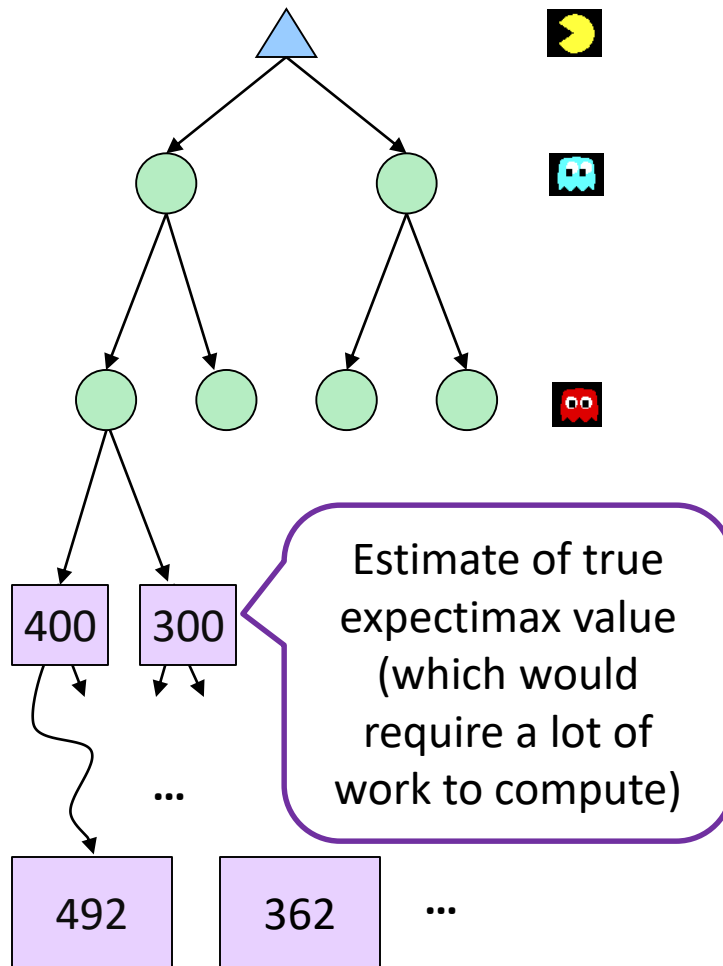 Estimate of true
expectimax value
(which would
require a lot of
work to compute)
400 300
...
492 362 ...